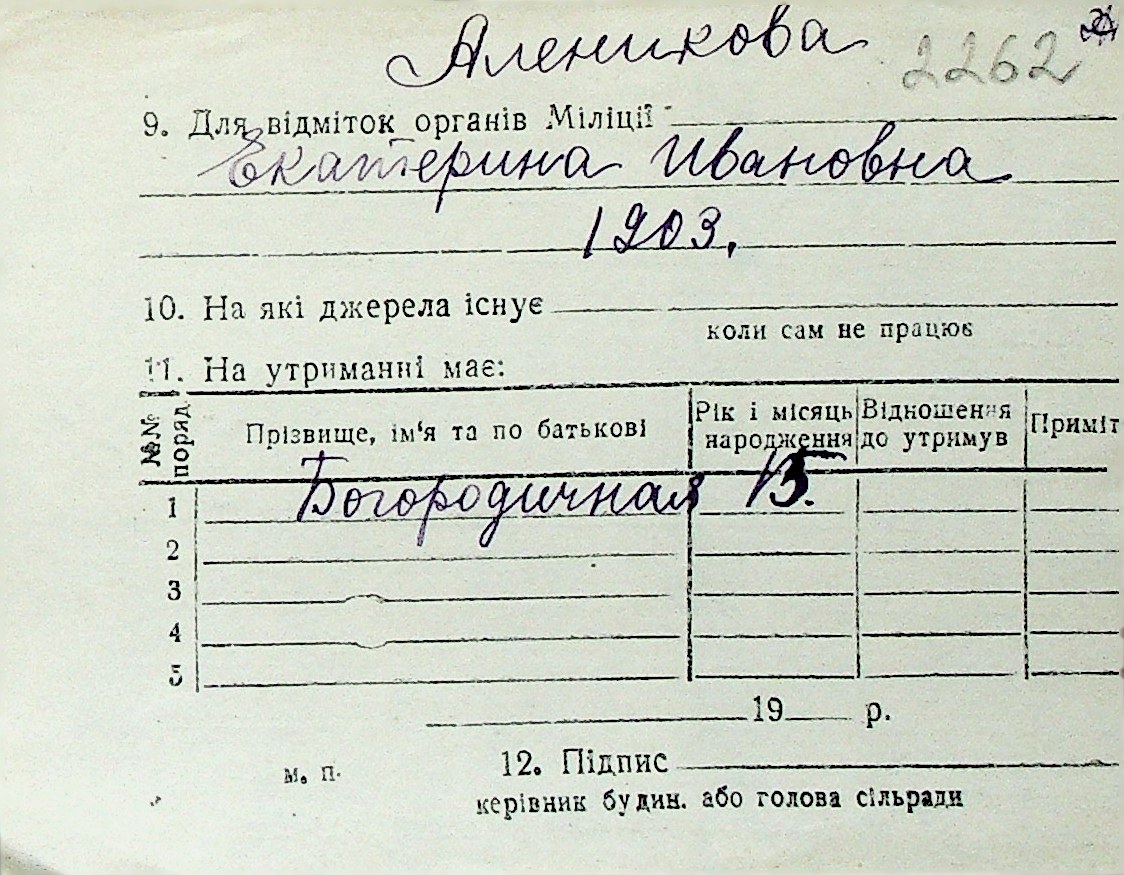 Аленикова 2262
9. Для відміток органів Міліції
Екатерина Ивановна
1903.
10. На які джерела існує
коли сам не працює
11. На утриманні має:
№№ поряд.
Прізвище, ім'я та по батькові
Рік і місяць народження
Відношення до утримув
Приміт
1 Богородичная 15.
2
3
4
5
19 р.
м. п.
12. Підпис
керівник будин. або голова сільради